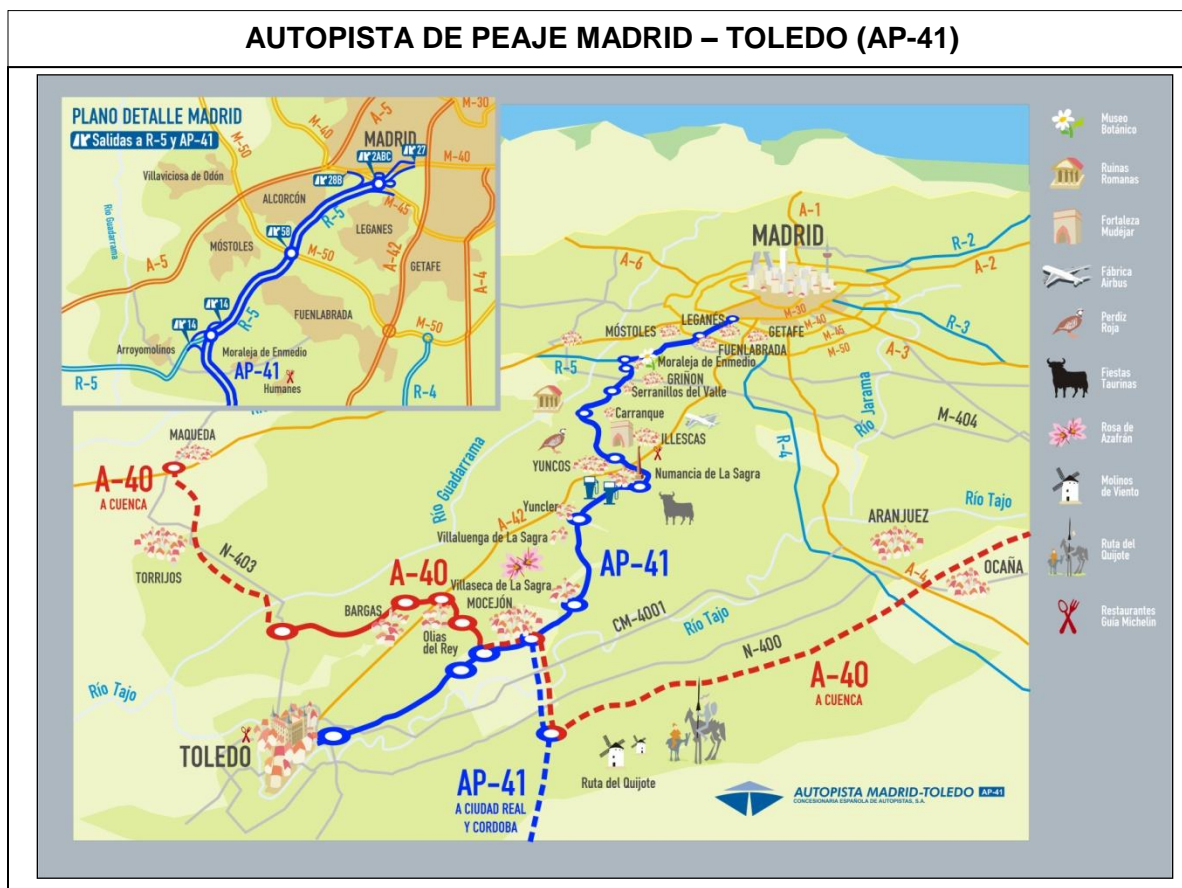 AUTOPISTA DE PEAJE MADRID – TOLEDO (AP-41)
PLANO DETALLE MADRID
Salidas a R-5 y AP-41
M-30
A-5
M-40
M-50
MADRID
27
2ABC
M-40
28B
Villaviciosa de Odón
ALCORCÓN
R-5
M-45
LEGANES
Río Guadarrama
5B
MÓSTOLES
M-50
A-42
GETAFE
A-4
A-5
FUENLABRADA
14
R-5
14
M-50
Arroyomolinos
Moraleja de Enmedio
R-5
AP-41
Humanes
R-4
A-1
MADRID
R-2
A-6
A-2
R-3
LEGANES
M-30
MÓSTOLES
GETAFE
M-40
M-45
FUENLABRADA
M-50
A-3
R-5
Moraleja de Enmedio
GRIÑON
Serranillos del Valle
Carranque
Río Jarama
M-404
MAQUEDA
ILLESCAS
R-4
A-40
A CUENCA
Río Guadarrama
YUNCOS
Numancia de La Sagra
Yuncler
Río Tajo
A-42
ARANJUEZ
Villaluenga de La Sagra
N-403
TORRIJOS
AP-41
OCAÑA
A-4
A-40
Villaseca de La Sagra
BARGAS
MOCEJÓN
CM-4001
Río Tajo
Olias
del Rey
N-400
A-40
A CUENCA
Río Tajo
TOLEDO
AP-41
A CIUDAD REAL
Y CORDOBA
Ruta del Quijote
AUTOPISTA MADRID-TOLEDO AP-41
CONCESIONARIA ESPAÑOLA DE AUTOPISTAS, S.A.
Museo
Botánico
Ruinas
Romanas
Fortaleza
Mudéjar
Fábrica
Airbus
Perdiz
Roja
Fiestas
Taurinas
Rosa de
Azafrán
Molinos
de Viento
Ruta del
Quijote
Restaurantes
Guía Michelin